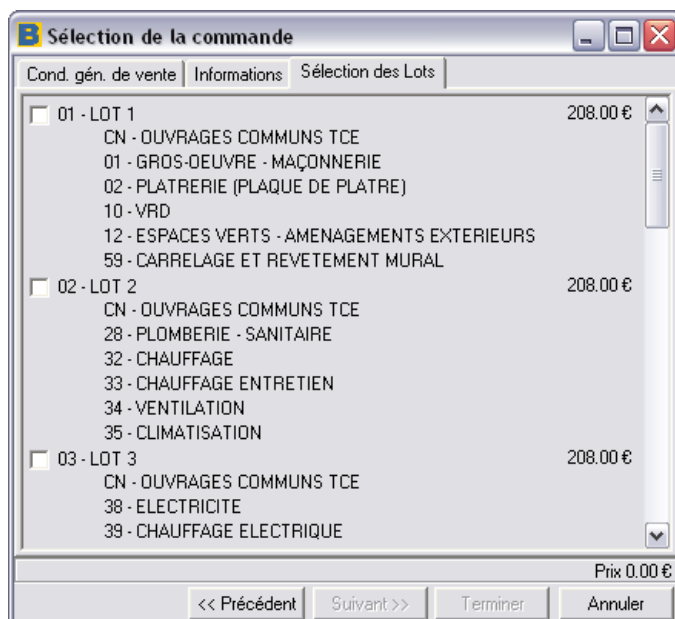 B Sélection de la commande
Cond. gén. de vente Informations Sélection des Lots
01 - LOT 1 208.00 €
CN - OUVRAGES COMMUNS TCE
01 - GROS-OEUVRE - MAÇONNERIE
02 - PLATRERIE (PLAQUE DE PLATRE)
10 - VRD
12 - ESPACES VERTS - AMENAGEMENTS EXTERIEURS
59 - CARRELAGE ET REVETEMENT MURAL
02 - LOT 2 208.00 €
CN - OUVRAGES COMMUNS TCE
28 - PLOMBERIE - SANITAIRE
32 - CHAUFFAGE
33 - CHAUFFAGE ENTRETIEN
34 - VENTILATION
35 - CLIMATISATION
03 - LOT 3 208.00 €
CN - OUVRAGES COMMUNS TCE
38 - ELECTRICITE
39 - CHAUFFAGE ELECTRIQUE
Prix 0.00 €
<< Précédent Suivant >> Terminer Annuler